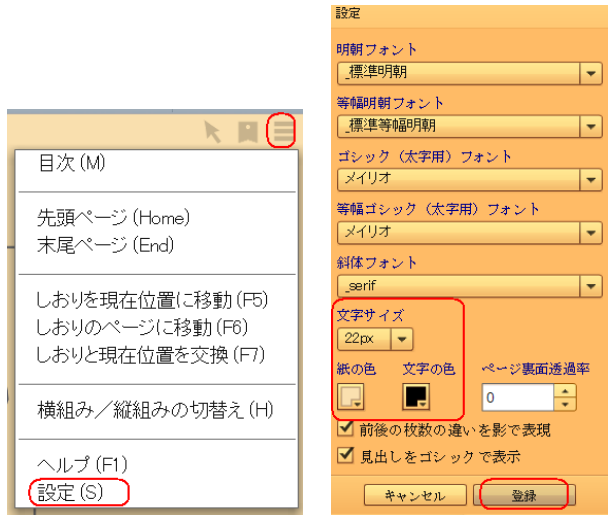 目次(M)
先頭ページ(Home)
末尾ページ(End)
しおりを現在位置に移動(F5)
しおりのページに移動(F6)
しおりと現在位置を交換(F7)
横組み／縦組みの切替え(H)
ヘルプ(F1)
設定(S)
設定
明朝フォント
_標準明朝
等幅明朝フォント
_標準等幅明朝
ゴシック（太字用）フォント
メイリオ
等幅ゴシック（太字用）フォント
メイリオ
斜体フォント
_serif
文字サイズ
22px
紙の色 文字の色 ページ裏面透過率
0
前後の枚数の違いを影で表現
見出しをゴシックで表示
キャンセル 登録